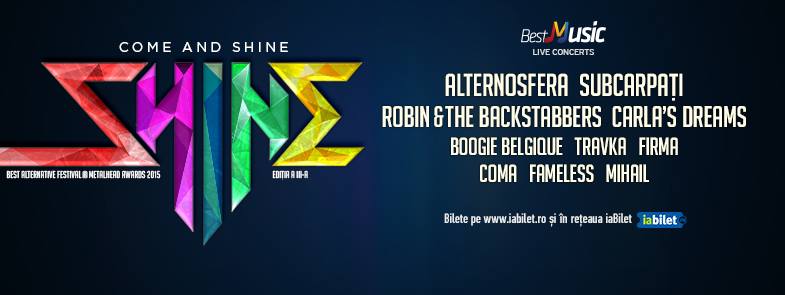 COME AND SHINE
SHINE
BEST ALTERNATIVE FESTIVAL @ METALHEAD AWARDS 2015
EDIȚIA A III-A
Best Music
LIVE CONCERTS
ALTERNOSFERA SUBCARPAȚI
ROBIN & THE BACKSTABBERS CARLA'S DREAMS
BOOGIE BELGIQUE TRAVKA FIRMA
COMA FAMELESS MIHAIL
Bilete pe www.iabilet.ro și în rețeaua iaBilet iabilet